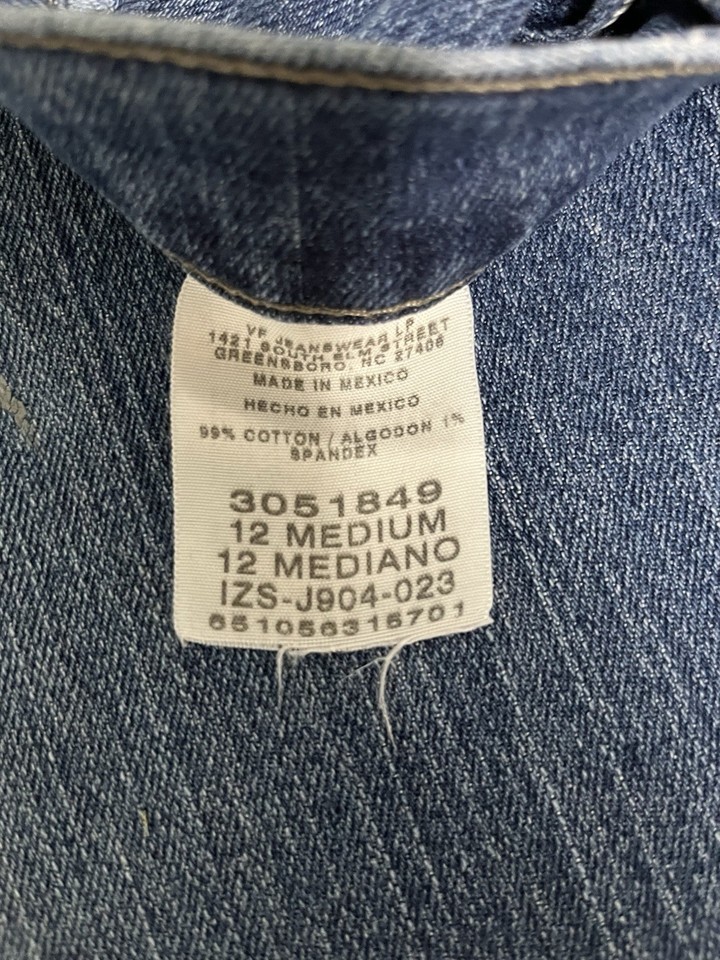 VF JEANSWEAR LP
1421 SOUTH ELM STREET
GREENSBORO, NC 27406
MADE IN MEXICO
HECHO EN MEXICO
99% COTTON / ALGODON 1%
SPANDEX
3051849
12 MEDIUM
12 MEDIANO
IZS-J904-023
651056316701